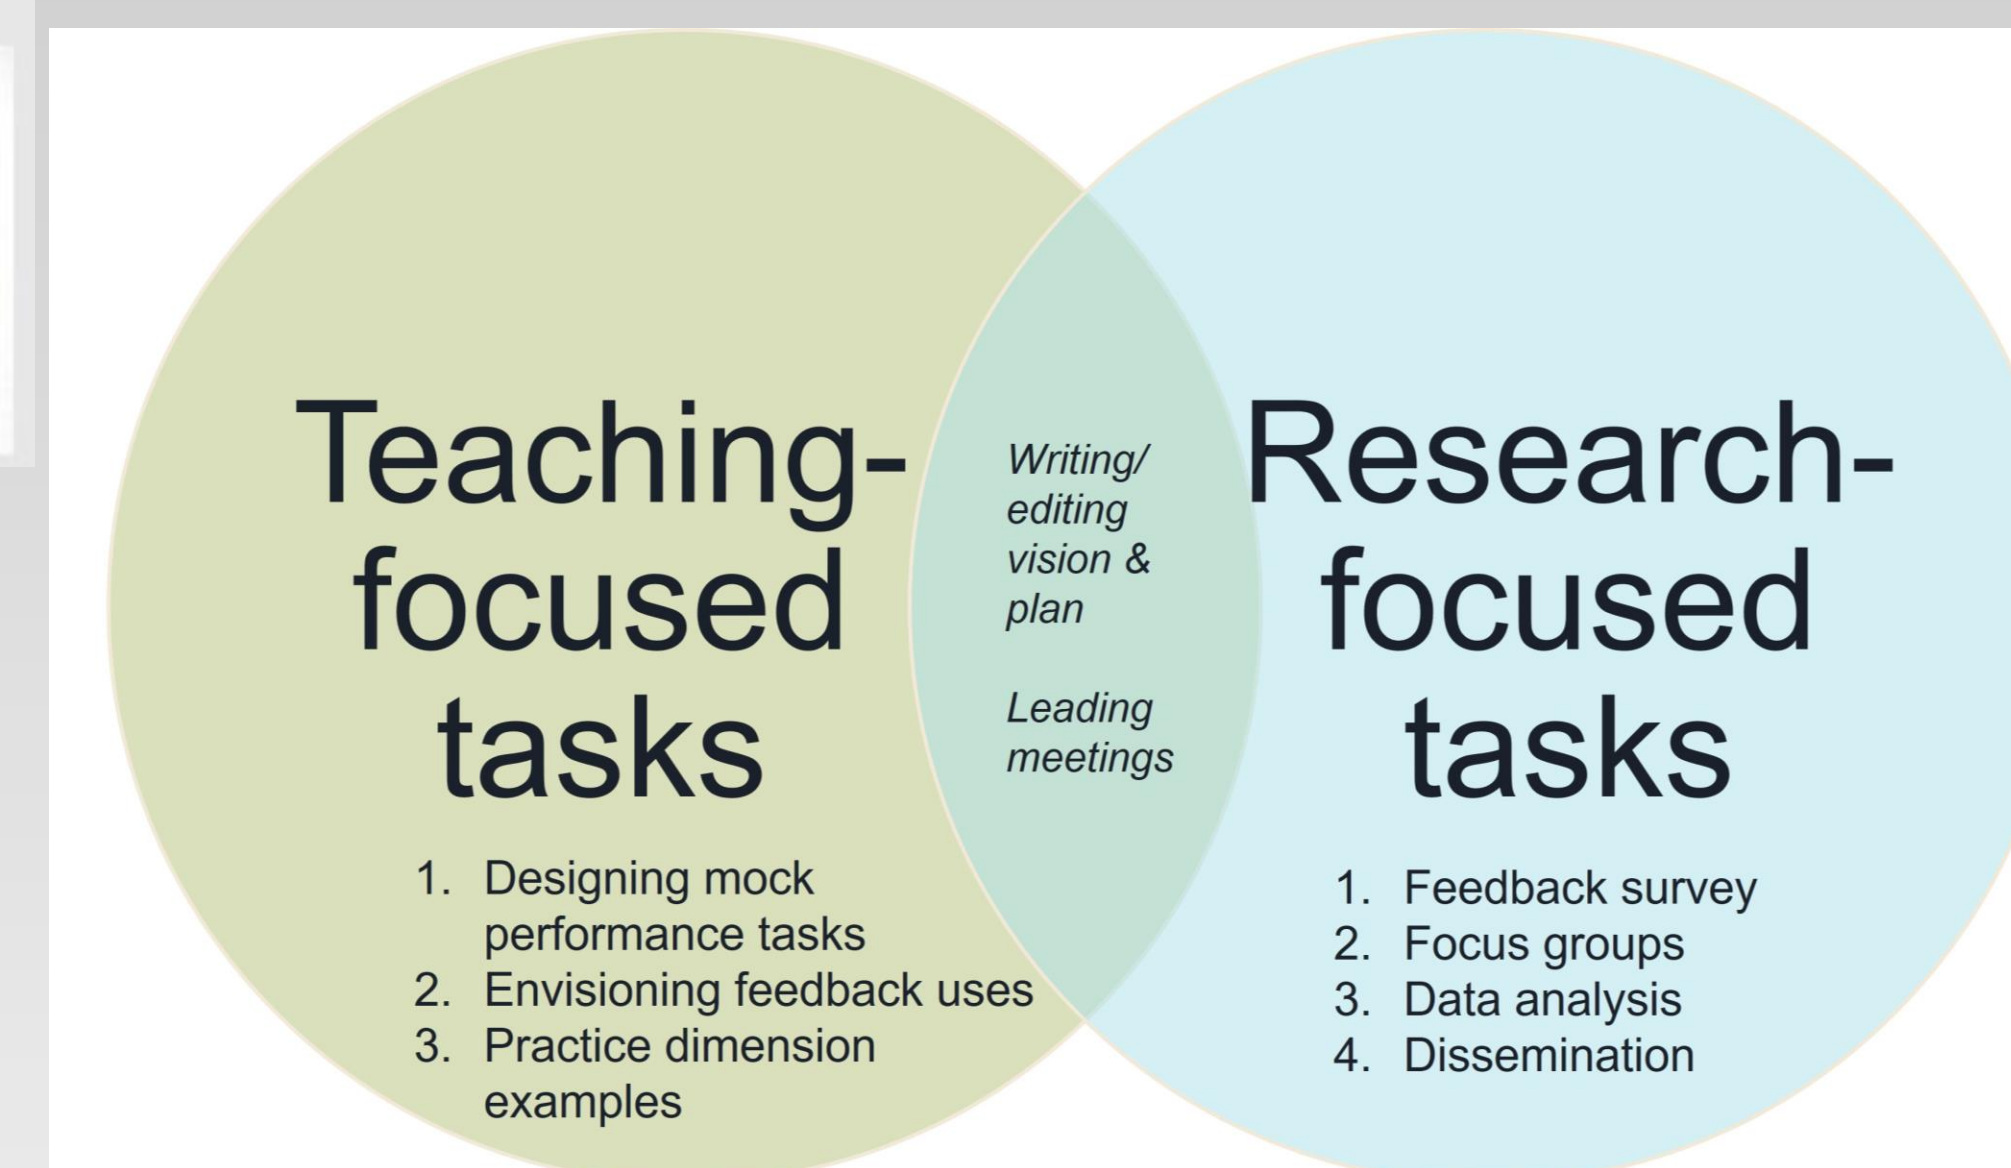 Teaching-
focused
tasks
1. Designing mock
performance tasks
2. Envisioning feedback uses
3. Practice dimension
examples
Writing/
editing
vision &
plan
Leading
meetings
Research-
focused
tasks
1. Feedback survey
2. Focus groups
3. Data analysis
4. Dissemination